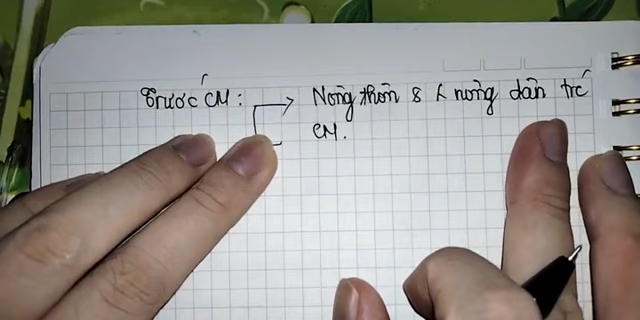 Trước CM: Nông thôn & nông dân trc
CM.